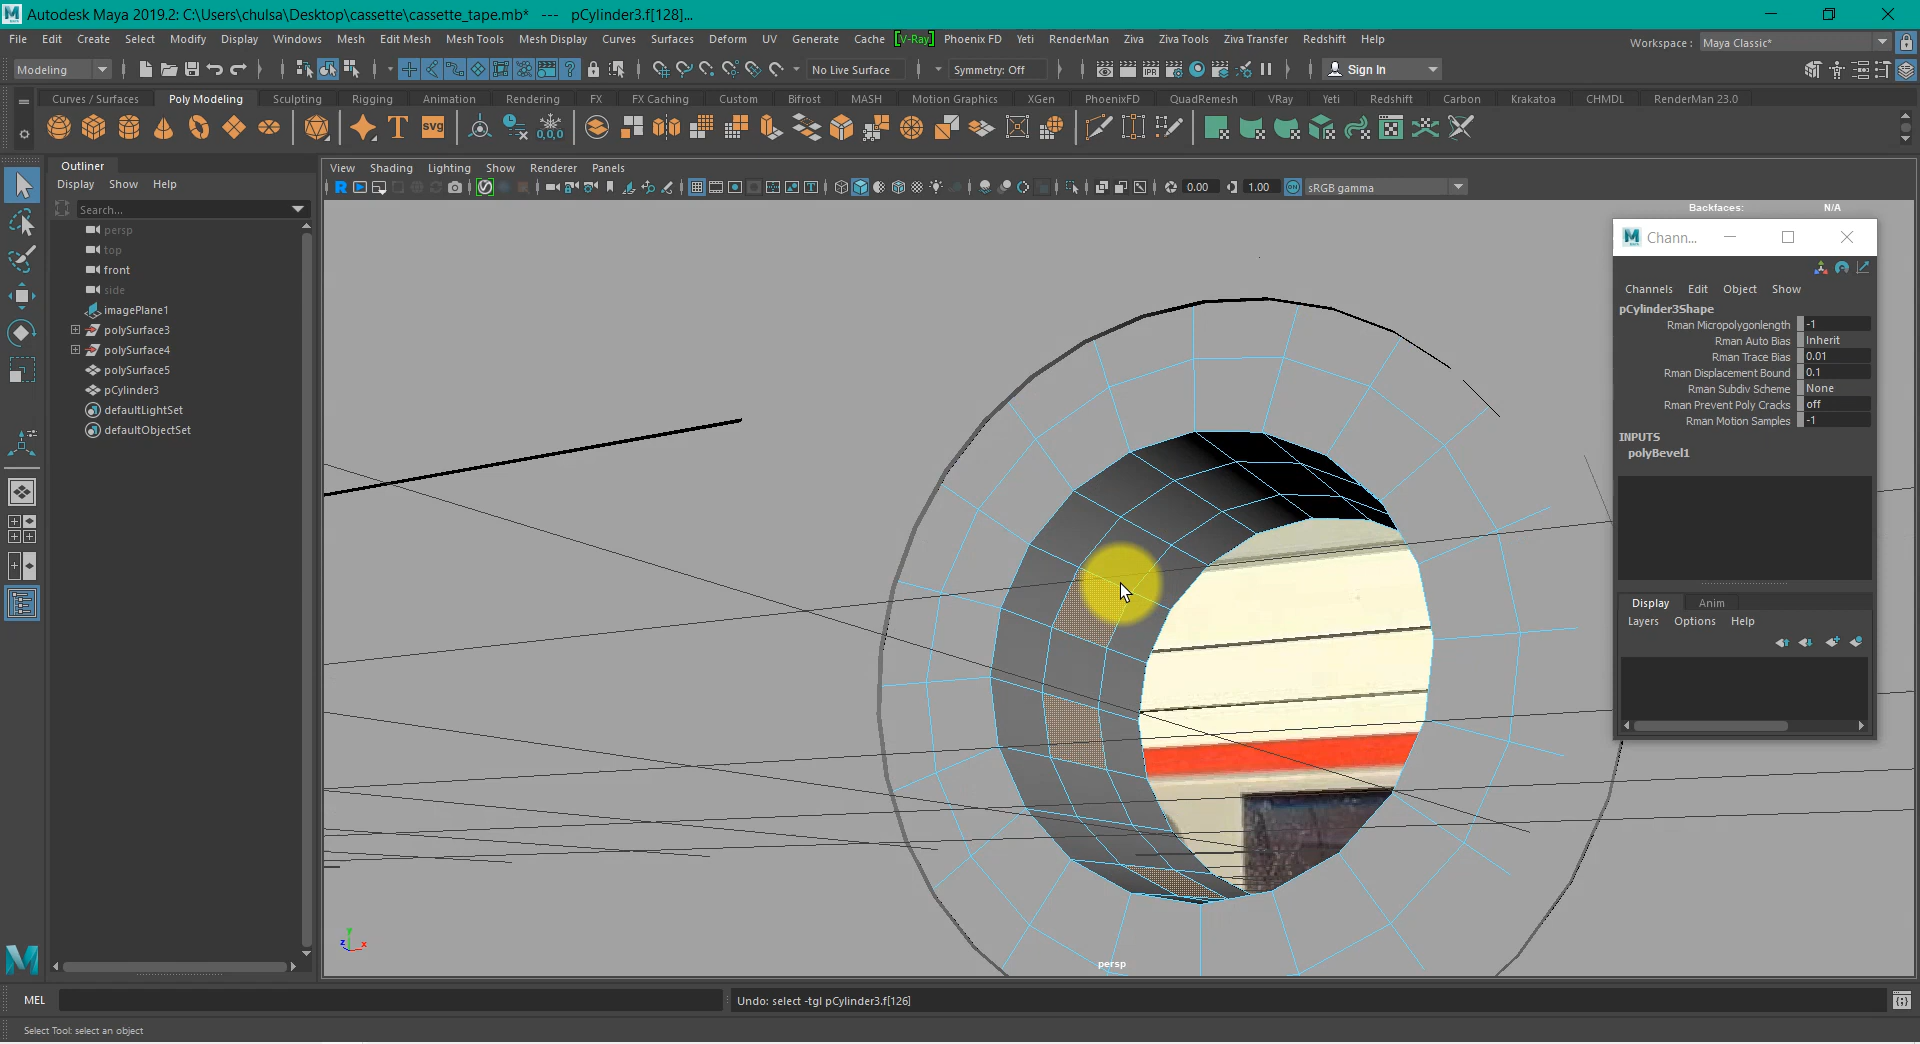 Autodesk Maya 2019.2: C:\Users\chulsa\Desktop\cassette\cassette_tape.mb*   ---   pCylinder3.f[128]...
File Edit Create Select Modify Display Windows Mesh Edit Mesh Mesh Tools Mesh Display Curves Surfaces Deform UV Generate Cache [V-Ray] Phoenix FD Yeti RenderMan Ziva Ziva Tools Ziva Transfer Redshift Help
Workspace : Maya Classic*
Modeling No Live Surface Symmetry: Off Sign In
Curves / Surfaces Poly Modeling Sculpting Rigging Animation Rendering FX FX Caching Custom Bifrost MASH Motion Graphics XGen PhoenixFD QuadRemesh VRay Yeti Redshift Carbon Krakatoa CHMDL RenderMan 23.0
T svg 0,0,0
Outliner
Display Show Help
Search...
persp
top
front
side
imagePlane1
polySurface3
polySurface4
polySurface5
pCylinder3
defaultLightSet
defaultObjectSet
View Shading Lighting Show Renderer Panels
0.00 1.00 sRGB gamma
Backfaces: N/A
Chann...
Channels Edit Object Show
pCylinder3Shape
Rman Micropolygonlength -1
Rman Auto Bias Inherit
Rman Trace Bias 0.01
Rman Displacement Bound 0.1
Rman Subdiv Scheme None
Rman Prevent Poly Cracks off
Rman Motion Samples -1
INPUTS
polyBevel1
Display Anim
Layers Options Help
y
z x
persp
MEL
Undo: select -tgl pCylinder3.f[126]
Select Tool: select an object